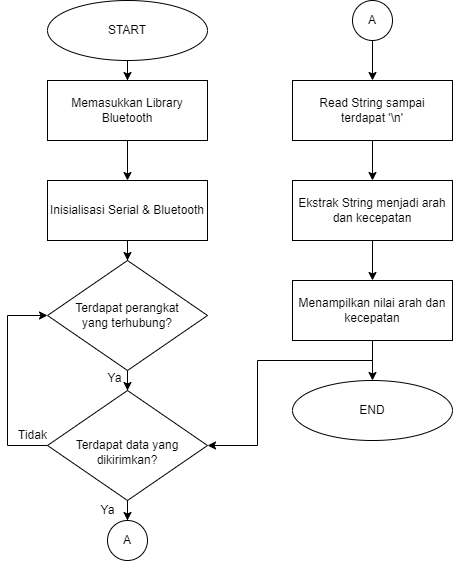 START
Memasukkan Library
Bluetooth
Inisialisasi Serial & Bluetooth
Terdapat perangkat
yang terhubung?
Ya
Tidak
Terdapat data yang
dikirimkan?
Ya
A
A
Read String sampai
terdapat '\n'
Ekstrak String menjadi arah
dan kecepatan
Menampilkan nilai arah dan
kecepatan
END